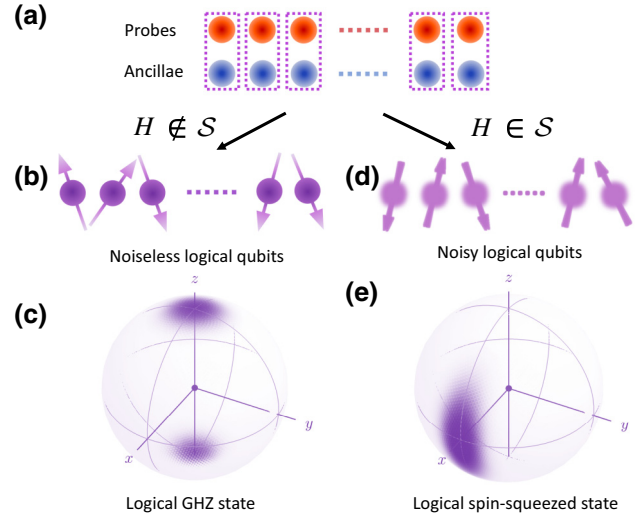 (a)
Probes
Ancillae
H ∉ S
H ∈ S
(b)
(d)
Noiseless logical qubits
Noisy logical qubits
(c)
z
y
x
(e)
z
y
x
Logical GHZ state
Logical spin-squeezed state